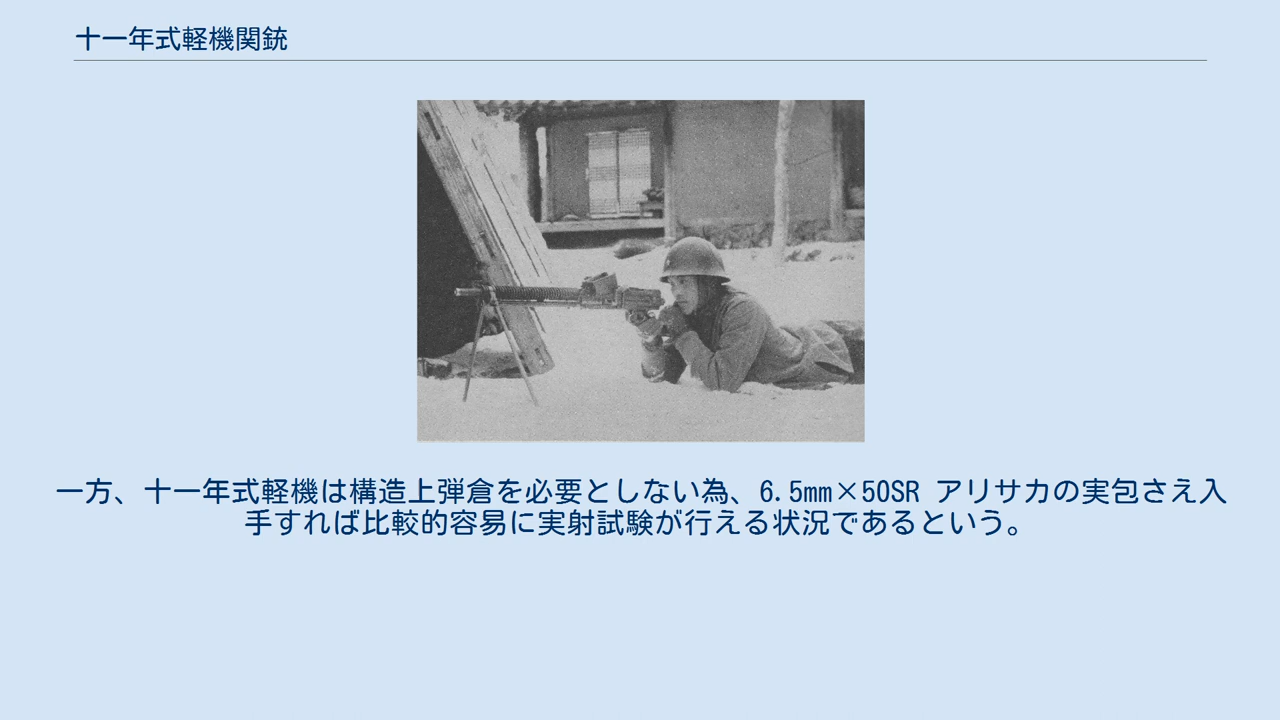 十一年式軽機関銃
一方、十一年式軽機は構造上弾倉を必要としない為、6.5mm×50SR アリサカの実包さえ入
手すれば比較的容易に実射試験が行える状況であるという。